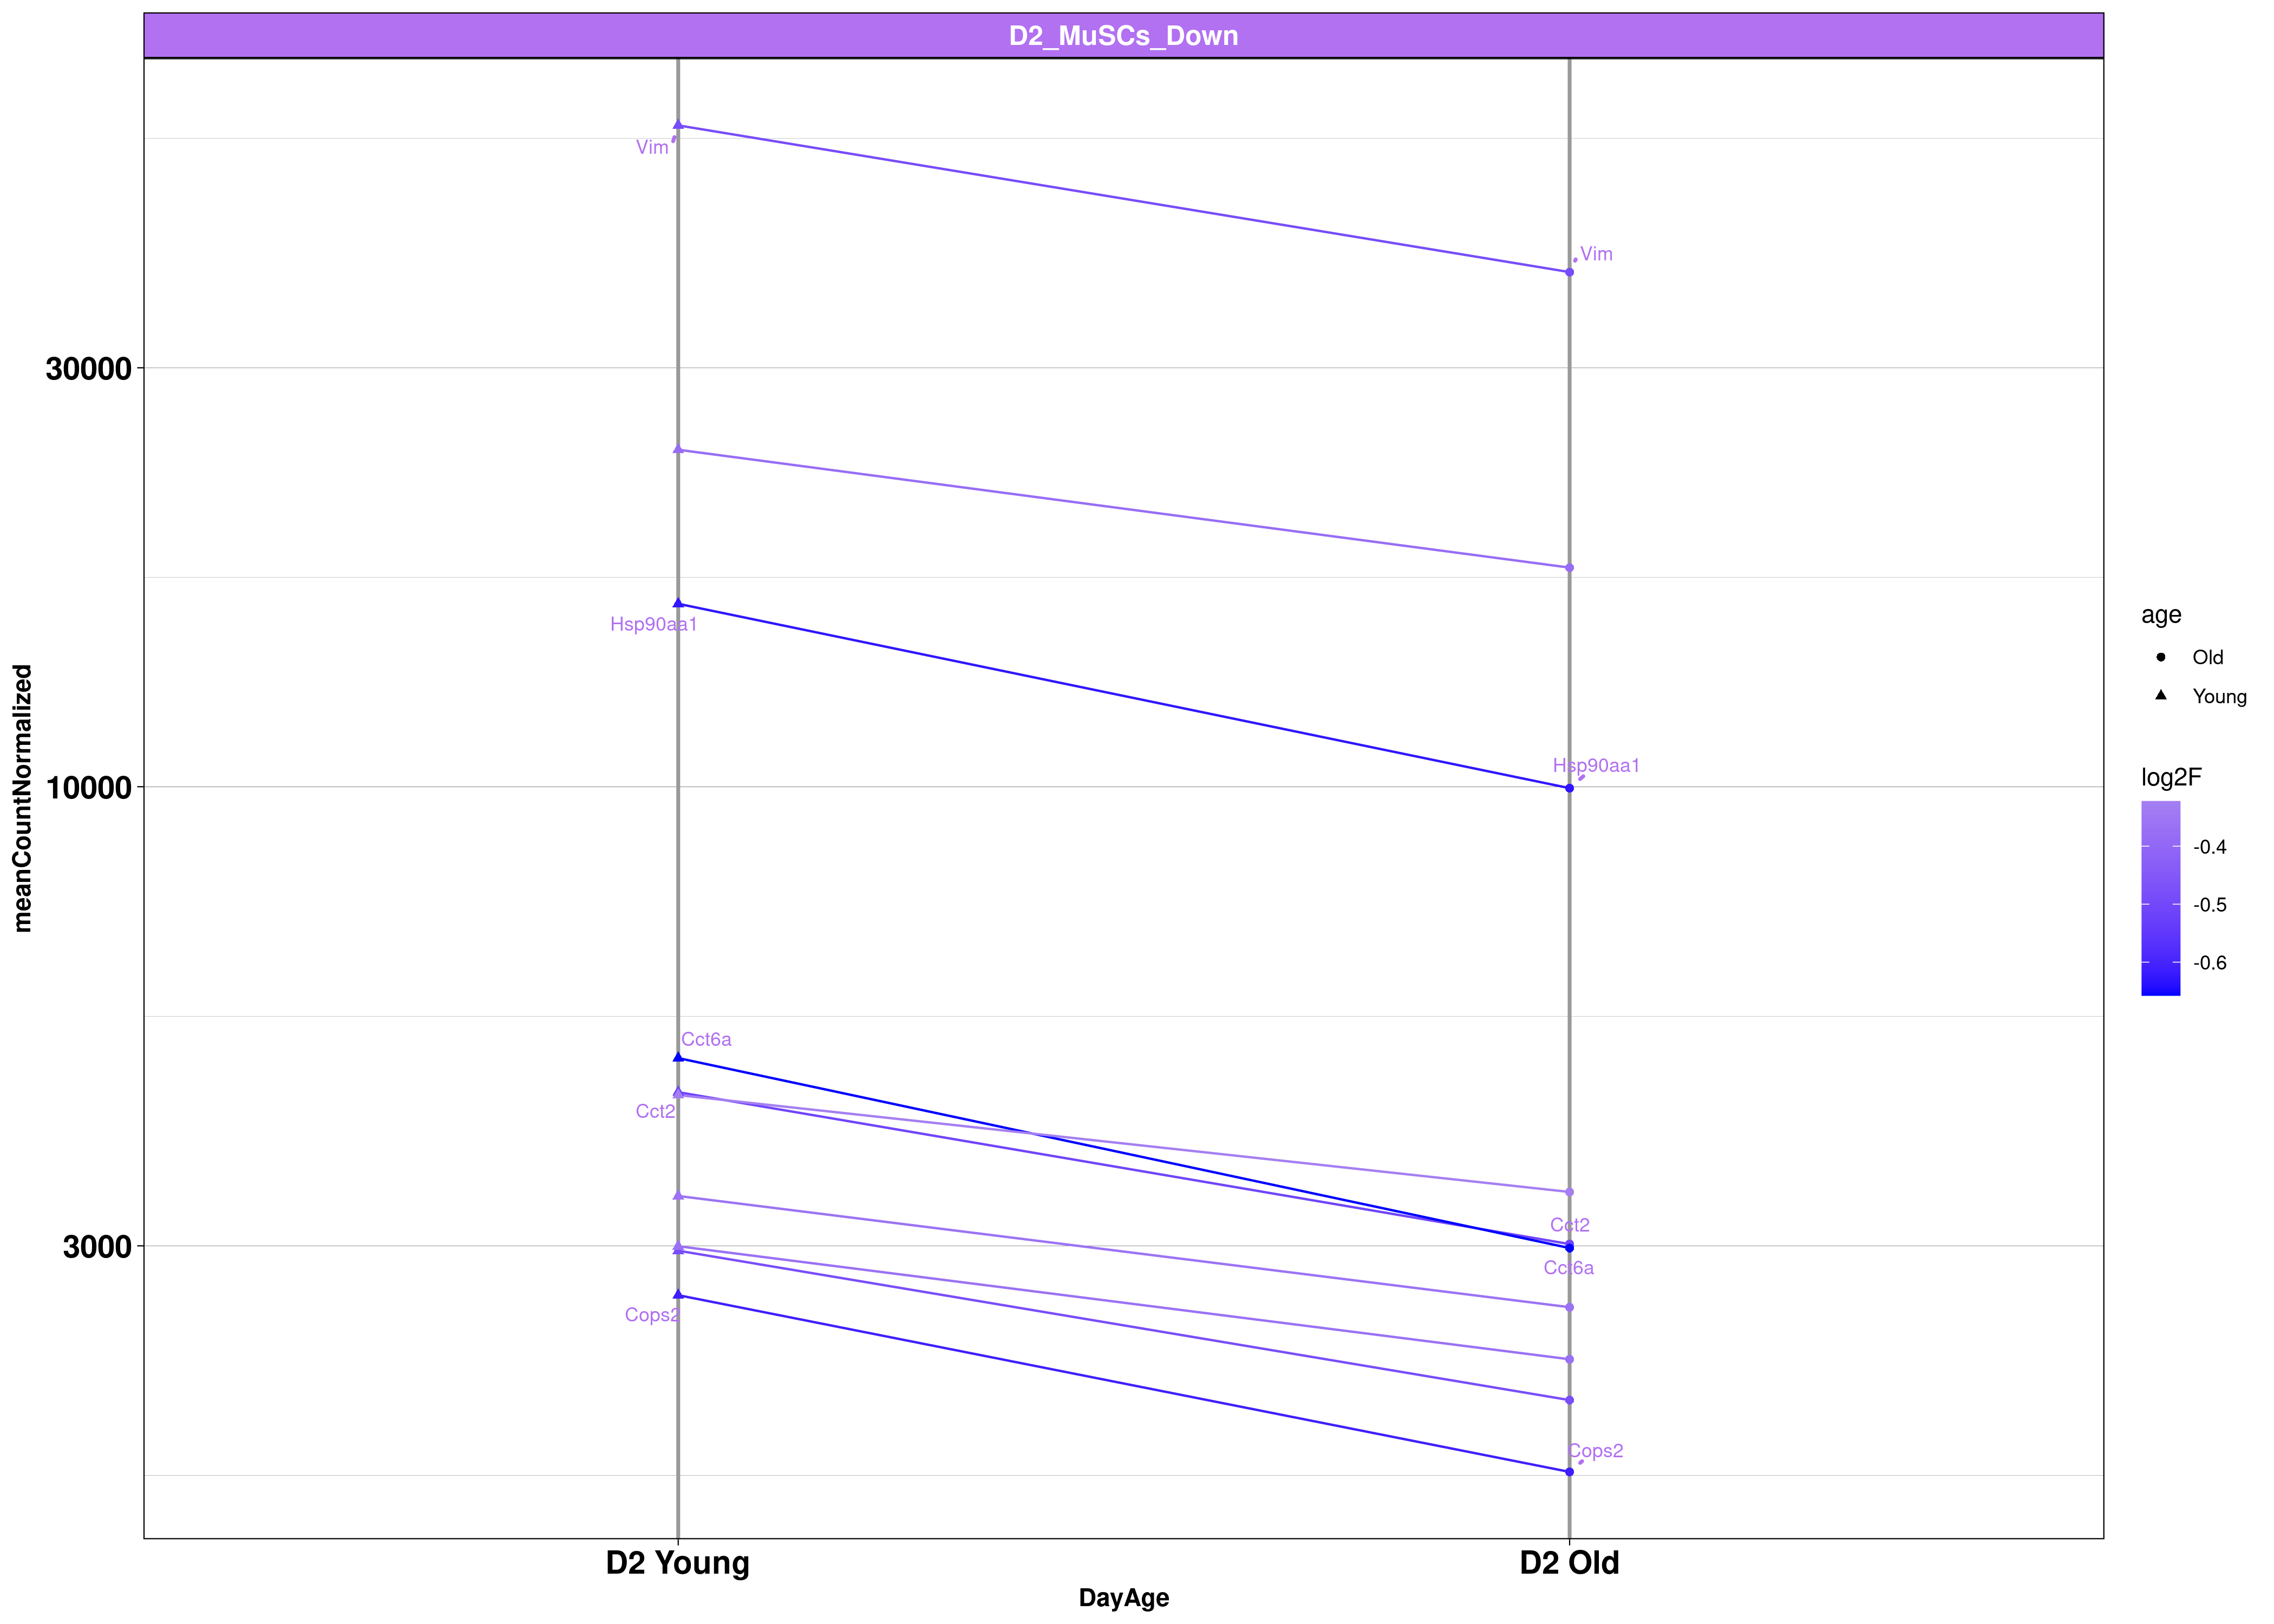 D2_MuSCs_Down
Vim
Vim
30000
Hsp90aa1
Hsp90aa1
10000
Cct6a
Cct2
Cct2
3000
Cct6a
Cops2
Cops2
meanCountNormalized
D2 Young
D2 Old
DayAge
age
Old
Young
log2F
-0.4
-0.5
-0.6